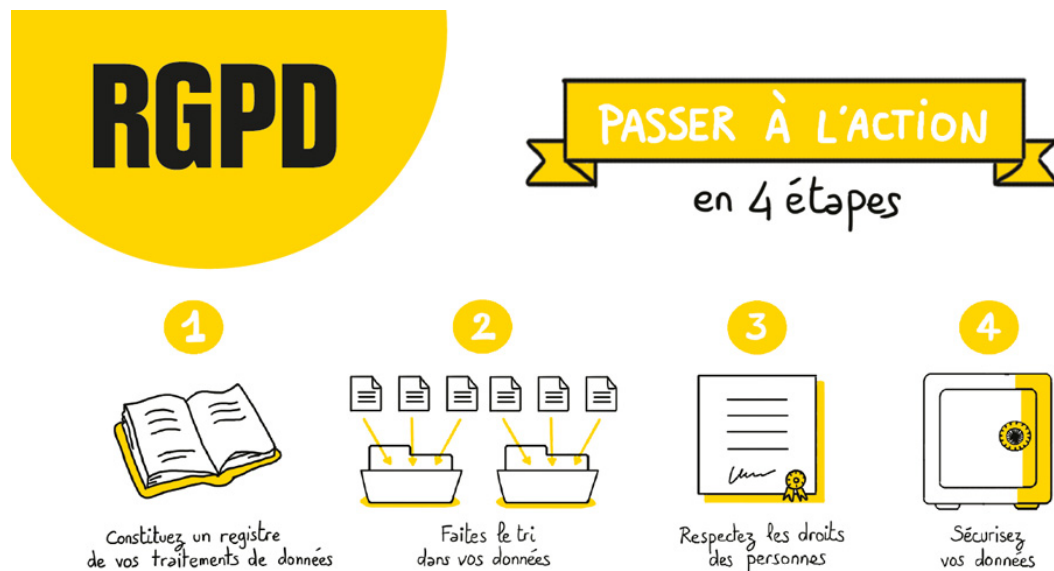 RGPD
PASSER À L'ACTION
en 4 étapes
1
Constituez un registre
de vos traitements de données
2
Faites le tri
dans vos données
3
Respectez les droits
des personnes
4
Sécurisez
vos données